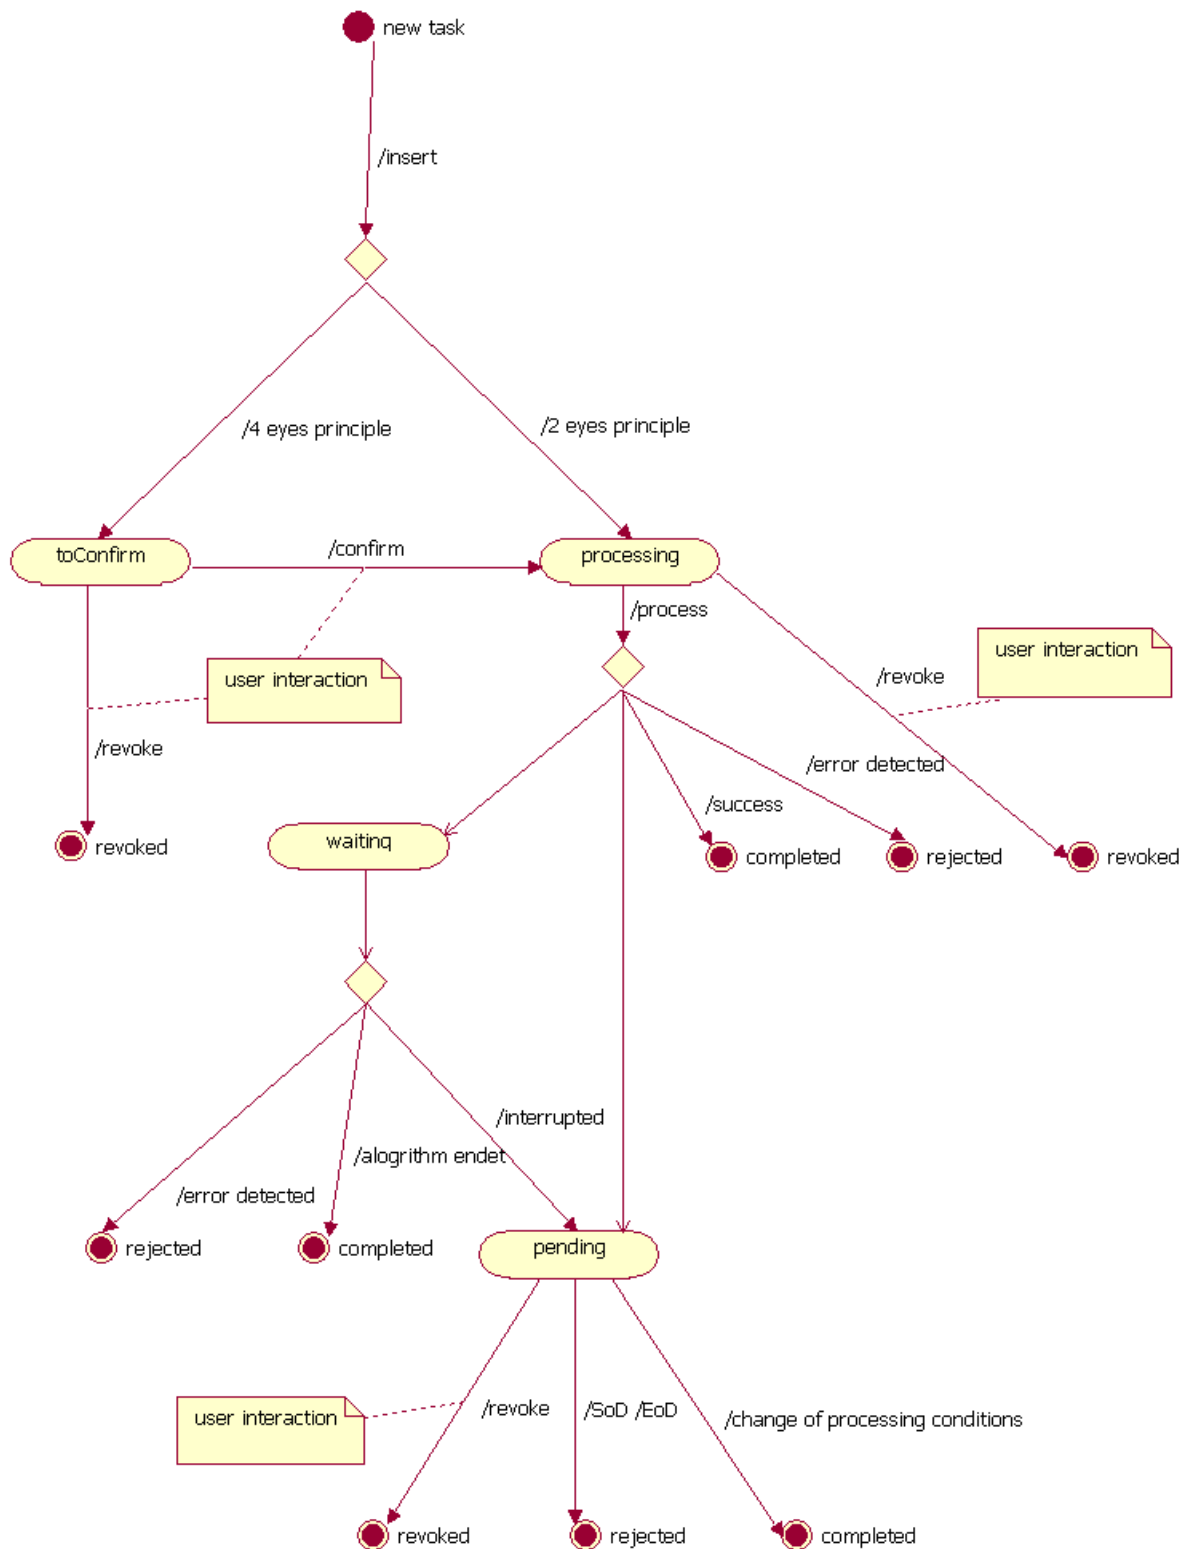 new task
/insert
/4 eyes principle
/2 eyes principle
toConfirm
/confirm
processing
/process
user interaction
user interaction
/revoke
/revoke
/error detected
/success
waiting
revoked
completed
rejected
revoked
/interrupted
/alogrithm endet
/error detected
rejected
completed
pending
user interaction
/revoke
/SoD /EoD
/change of processing conditions
revoked
rejected
completed